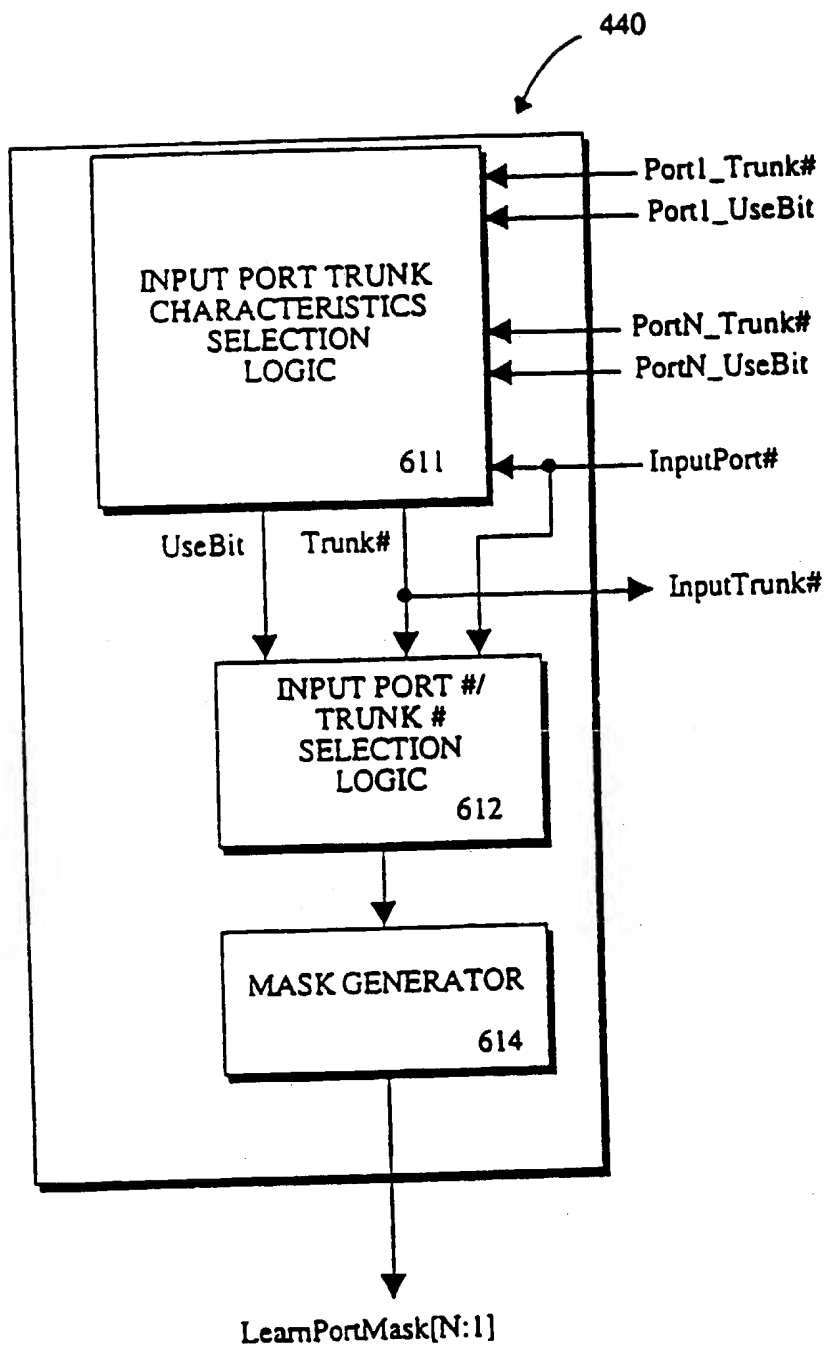 440
Port1_Trunk#
Port1_UseBit
INPUT PORT TRUNK
CHARACTERISTICS
SELECTION
LOGIC
PortN_Trunk#
PortN_UseBit
611
InputPort#
UseBit
Trunk#
InputTrunk#
INPUT PORT #/
TRUNK #
SELECTION
LOGIC
612
MASK GENERATOR
614
LearnPortMask[N:1]